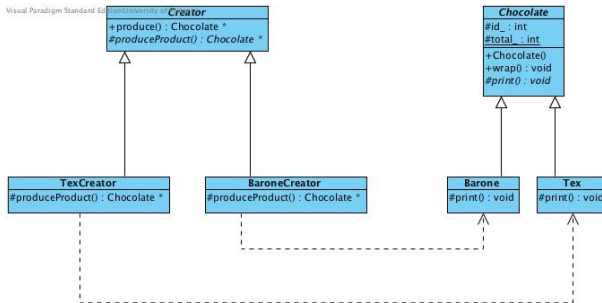 Visual Paradigm Standard Edition(University of
Creator
+produce() : Chocolate *
#produceProduct() : Chocolate *
Chocolate
#id_ : int
#total_ : int
+Chocolate()
+wrap() : void
#print() : void
TexCreator
#produceProduct() : Chocolate *
BaroneCreator
#produceProduct() : Chocolate *
Barone
#print() : void
Tex
#print() : void